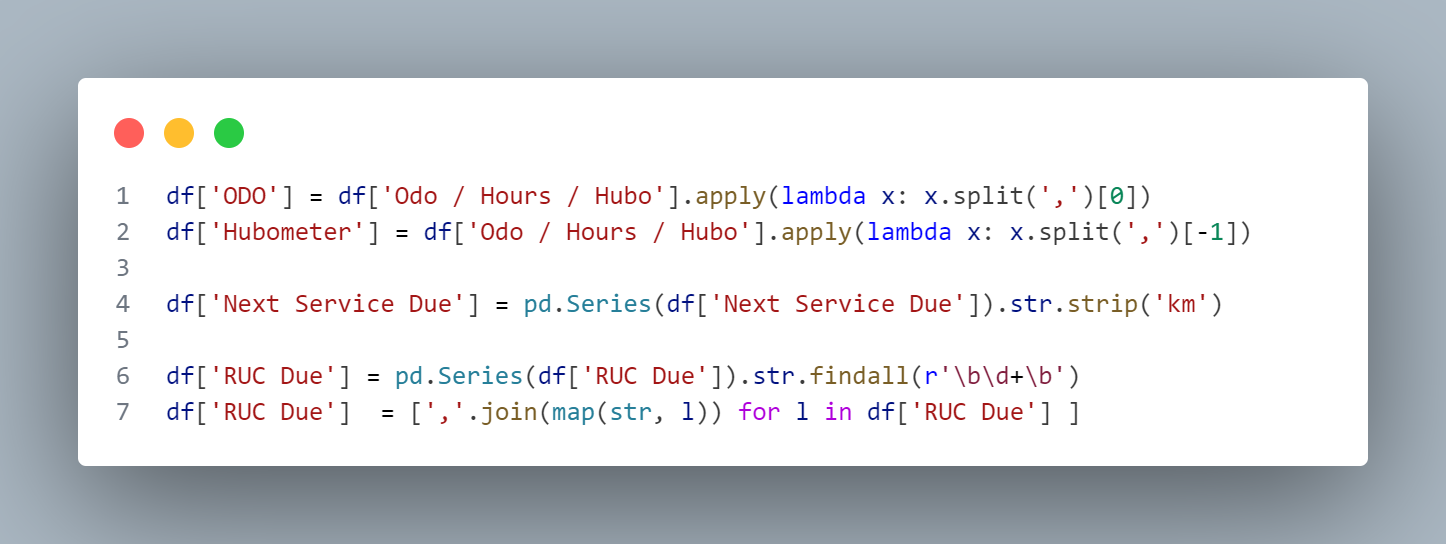 1 df['ODO'] = df['Odo / Hours / Hubo'].apply(lambda x: x.split(',')[0])
2 df['Hubometer'] = df['Odo / Hours / Hubo'].apply(lambda x: x.split(',')[-1])
3
4 df['Next Service Due'] = pd.Series(df['Next Service Due']).str.strip('km')
5
6 df['RUC Due'] = pd.Series(df['RUC Due']).str.findall(r'\b\d+\b')
7 df['RUC Due']  = [','.join(map(str, l)) for l in df['RUC Due'] ]